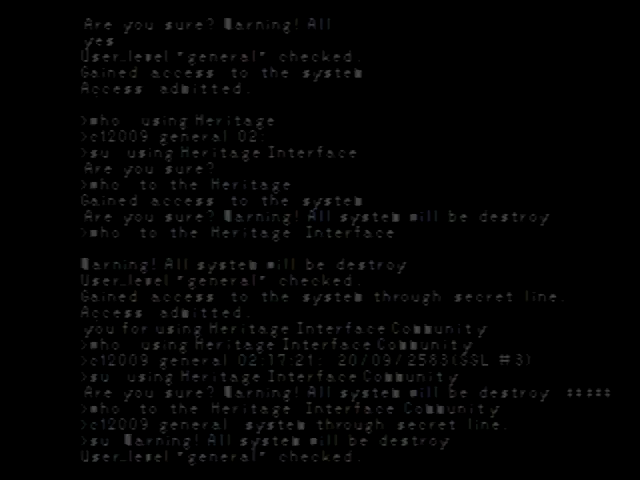 Are you sure? Warning! All
yes
User_level "general" checked.
Gained access to the system
Access admitted.
>who using Heritage
>c12009 general 02:
>su using Heritage Interface
Are you sure?
>who to the Heritage
Gained access to the system
Are you sure? Warning! All system will be destroy
>who to the Heritage Interface
Warning! All system will be destroy
User_level "general" checked.
Gained access to the system through secret line.
Access admitted.
you for using Heritage Interface Community
>who using Heritage Interface Community
>c12009 general 02:17:21: 20/09/2583(SSL #3)
>su using Heritage Interface Community
Are you sure? Warning! All system will be destroy :::::
>who to the Heritage Interface Community
>c12009 general system through secret line.
>su Warning! All system will be destroy
User_level "general" checked.